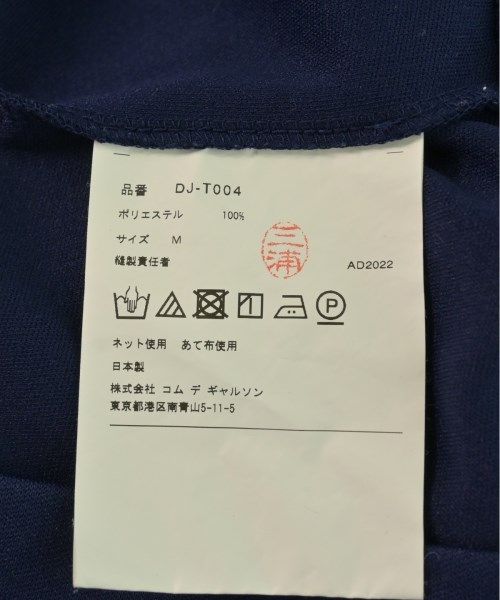 品番 DJ-T004
ポリエステル 100%
サイズ M
三浦
縫製責任者 AD2022
P
ネット使用 あて布使用
日本製
株式会社 コム デ ギャルソン
東京都港区南青山5-11-5